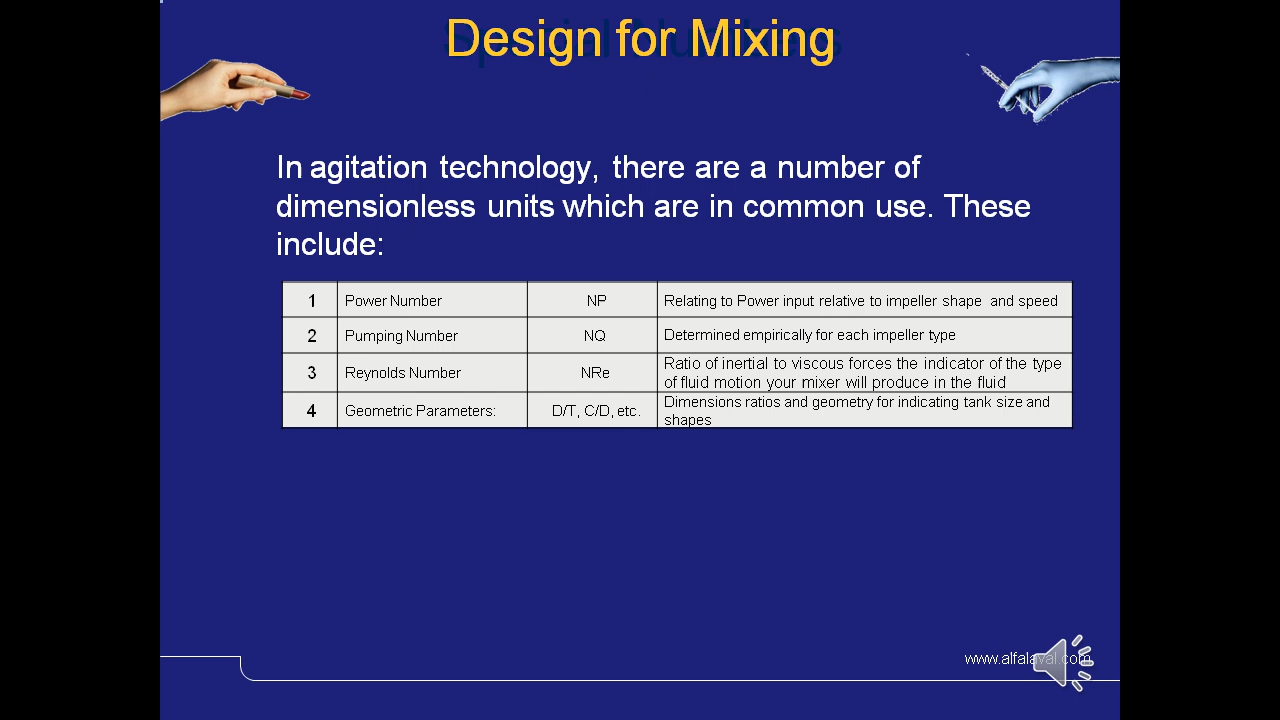 Design for Mixing
In agitation technology, there are a number of
dimensionless units which are in common use. These
include:
1 Power Number NP Relating to Power input relative to impeller shape and speed
2 Pumping Number NQ Determined empirically for each impeller type
3 Reynolds Number NRe Ratio of inertial to viscous forces the indicator of the type
of fluid motion your mixer will produce in the fluid
4 Geometric Parameters: D/T, C/D, etc. Dimensions ratios and geometry for indicating tank size and
shapes
www.alfalaval.com